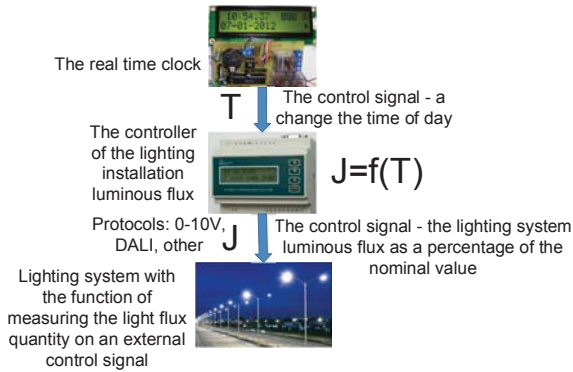 10:54.37
07-01-2012
The real time clock
T
The control signal - a
change the time of day
The controller
of the lighting
installation
luminous flux
J=f(T)
Protocols: 0-10V,
DALI, other
J
The control signal - the lighting system
luminous flux as a percentage of the
nominal value
Lighting system with
the function of
measuring the light flux
quantity on an external
control signal